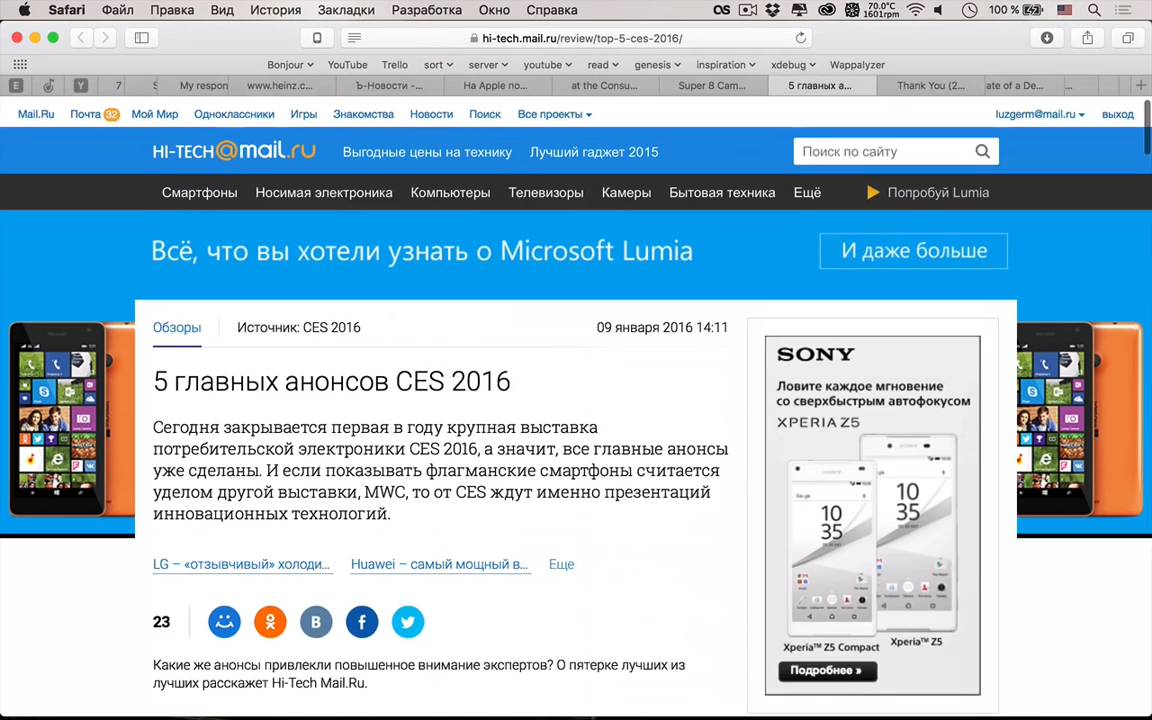 Safari Файл Правка Вид История Закладки Разработка Окно Справка
70.0°C
1601rpm
100 %
hi-tech.mail.ru/review/top-5-ces-2016/
Bonjour YouTube Trello sort server youtube read genesis inspiration xdebug Wappalyzer
E Y 7 My respon www.heinz.c... Ъ-Новости -... На Apple по... at the Consu... Super 8 Cam... 5 главных а... Thank You (2... ate of a De...
Mail.Ru Почта 32 Мой Мир Одноклассники Игры Знакомства Новости Поиск Все проекты luzgerm@mail.ru выход
HI-TECH@mail.ru Выгодные цены на технику Лучший гаджет 2015 Поиск по сайту
Смартфоны Носимая электроника Компьютеры Телевизоры Камеры Бытовая техника Ещё Попробуй Lumia
Всё, что вы хотели узнать о Microsoft Lumia И даже больше
Обзоры Источник: CES 2016 09 января 2016 14:11
5 главных анонсов CES 2016
Сегодня закрывается первая в году крупная выставка
потребительской электроники CES 2016, а значит, все главные анонсы
уже сделаны. И если показывать флагманские смартфоны считается
уделом другой выставки, MWC, то от CES ждут именно презентаций
инновационных технологий.
LG – «отзывчивый» холоди... Huawei – самый мощный в... Еще
23
Какие же анонсы привлекли повышенное внимание экспертов? О пятерке лучших из
лучших расскажет Hi-Tech Mail.Ru.
SONY
Ловите каждое мгновение
со сверхбыстрым автофокусом
XPERIA Z5
10
35
10
35
Xperia™ Z5 Compact
Xperia™ Z5
Подробнее »